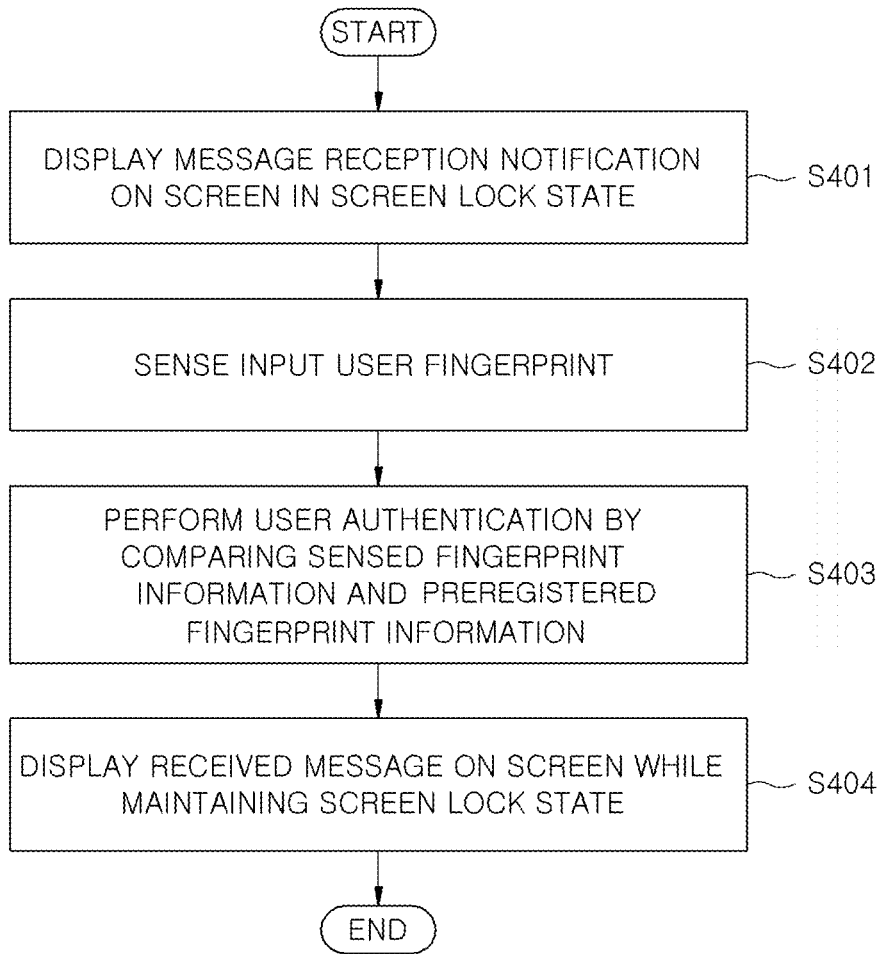 START
DISPLAY MESSAGE RECEPTION NOTIFICATION
ON SCREEN IN SCREEN LOCK STATE
S401
SENSE INPUT USER FINGERPRINT
S402
PERFORM USER AUTHENTICATION BY
COMPARING SENSED FINGERPRINT
INFORMATION AND PREREGISTERED
FINGERPRINT INFORMATION
S403
DISPLAY RECEIVED MESSAGE ON SCREEN WHILE
MAINTAINING SCREEN LOCK STATE
S404
END